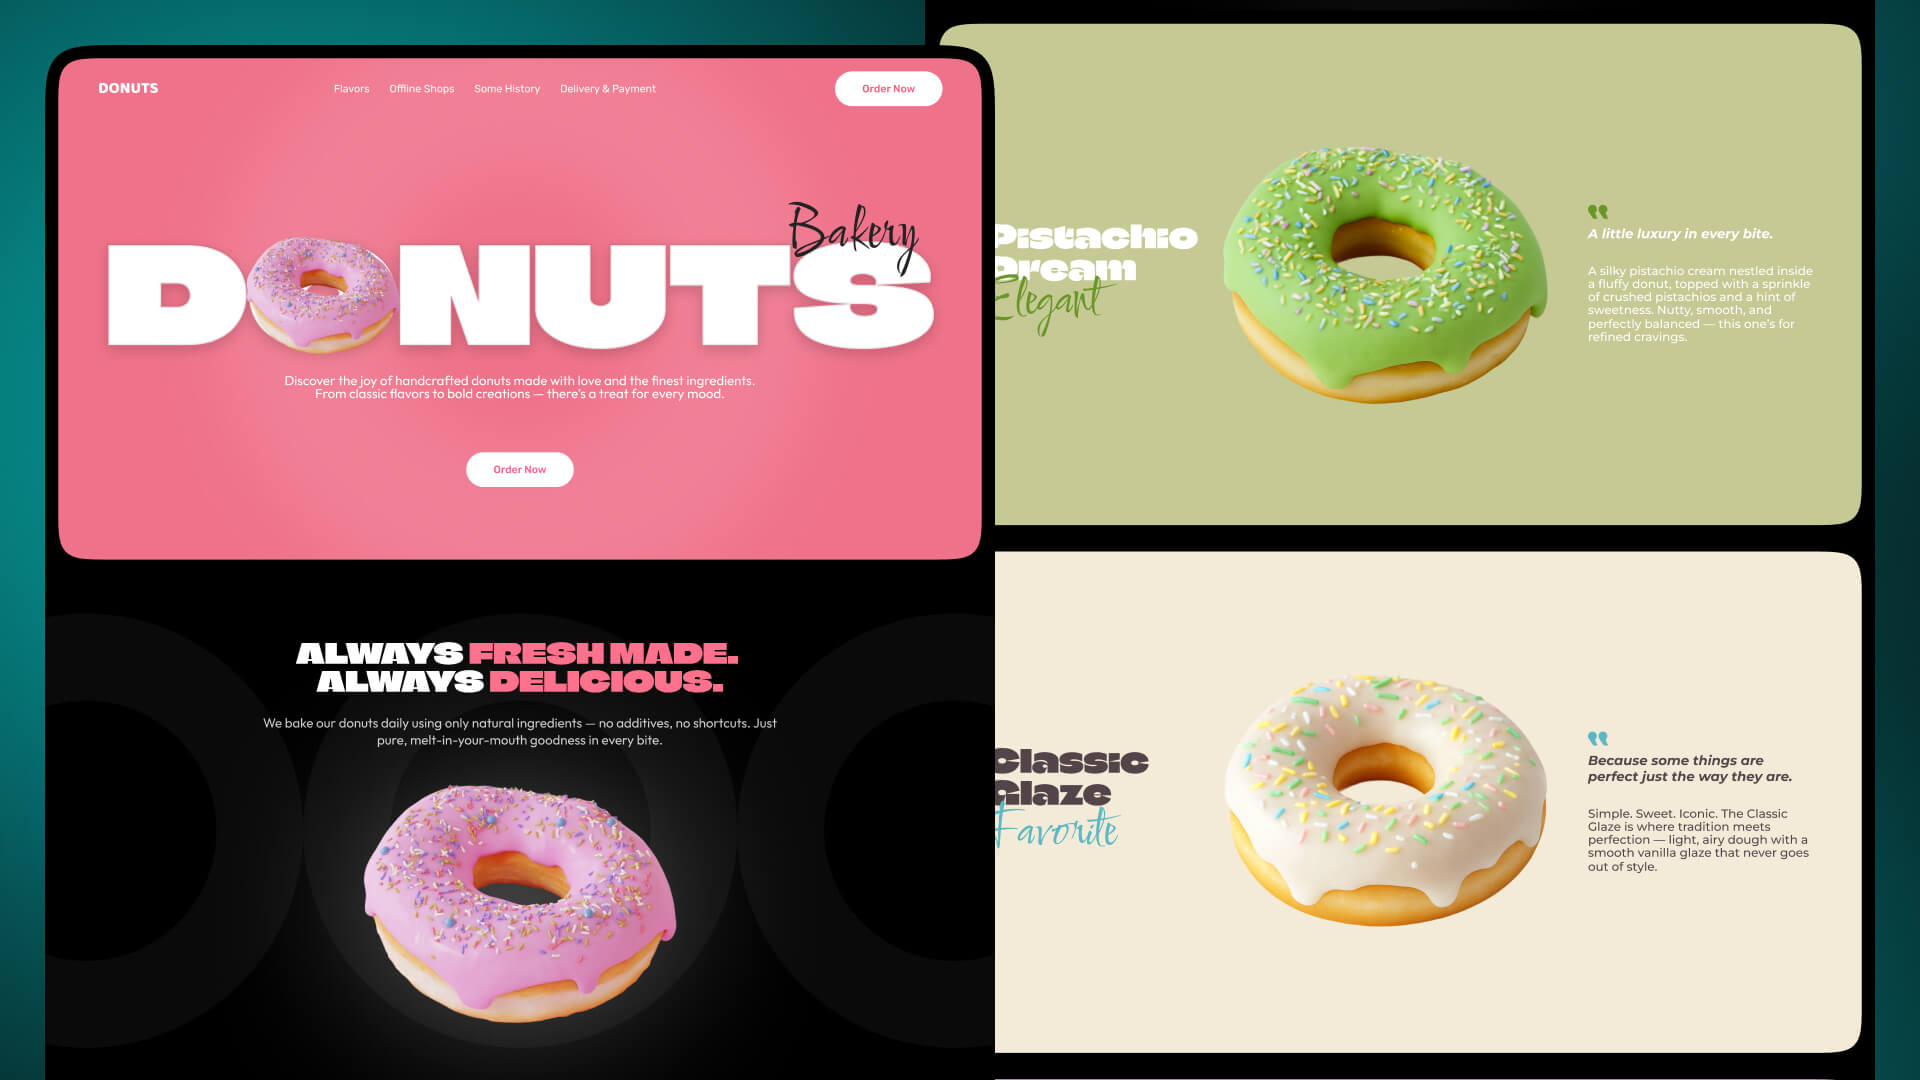 DONUTS
Flavors
Offline Shops
Some History
Delivery & Payment
Order Now
Bakery
DONUTS
Discover the joy of handcrafted donuts made with love and the finest ingredients.
From classic flavors to bold creations — there's a treat for every mood.
Order Now
ALWAYS FRESH MADE.
ALWAYS DELICIOUS.
We bake our donuts daily using only natural ingredients — no additives, no shortcuts. Just
pure, melt-in-your-mouth goodness in every bite.
Pistachio
Dream
Elegant
A little luxury in every bite.
A silky pistachio cream nestled inside
a fluffy donut, topped with a sprinkle
of crushed pistachios and a hint of
sweetness. Nutty, smooth, and
perfectly balanced — this one's for
refined cravings.
Classic
Glaze
Favorite
Because some things are
perfect just the way they are.
Simple. Sweet. Iconic. The Classic
Glaze is where tradition meets
perfection — light, airy dough with a
smooth vanilla glaze that never goes
out of style.